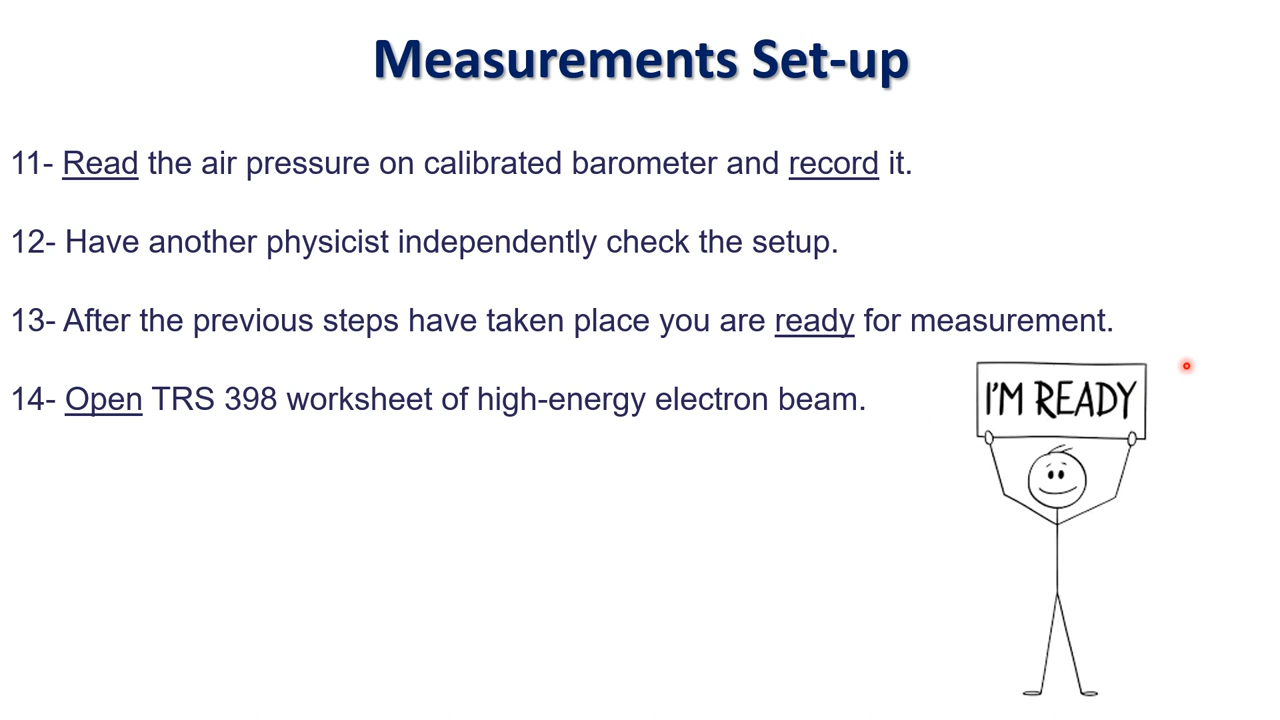 Measurements Set-up
11- Read the air pressure on calibrated barometer and record it.
12- Have another physicist independently check the setup.
13- After the previous steps have taken place you are ready for measurement.
14- Open TRS 398 worksheet of high-energy electron beam.
I'M READY